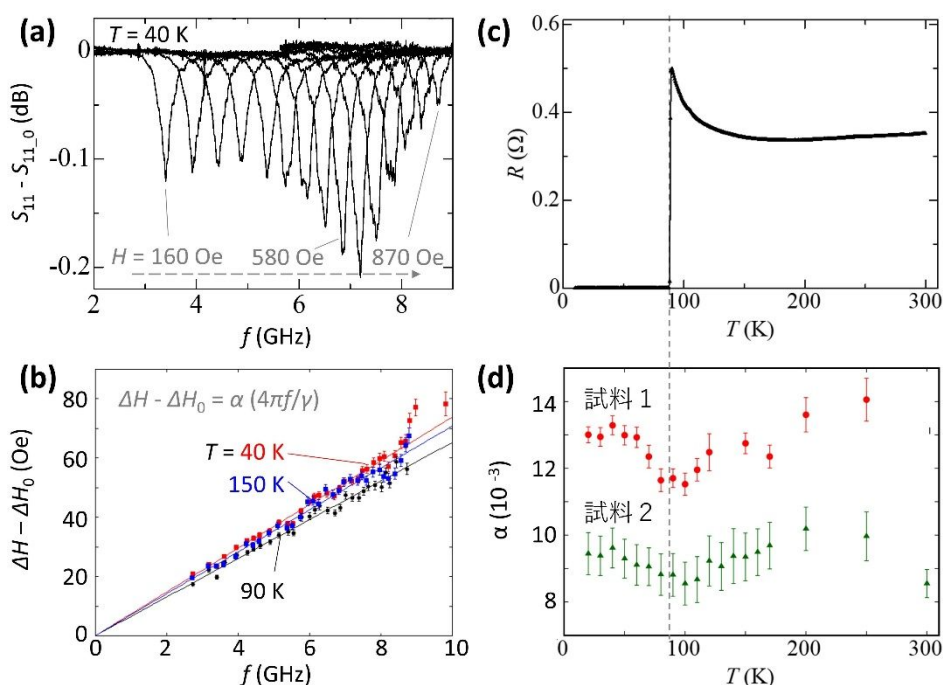 (a)
T = 40 K
S11 - S11_0 (dB)
0
-0.1
-0.2
H = 160 Oe
580 Oe
870 Oe
2
4
6
8
f (GHz)
(c)
R (Ω)
0.6
0.4
0.2
0
100
200
300
T (K)
(b)
ΔH - ΔH0 = α (4πf/γ)
ΔH − ΔH0 (Oe)
80
60
40
20
0
T = 40 K
150 K
90 K
0
2
4
6
8
10
f (GHz)
(d)
試料 1
試料 2
α (10⁻³)
14
12
10
8
0
100
200
300
T (K)